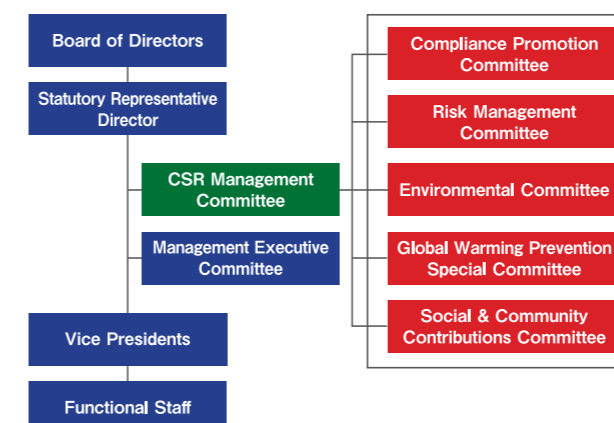 Board of Directors
Statutory Representative
Director
CSR Management
Committee
Management Executive
Committee
Vice Presidents
Functional Staff
Compliance Promotion
Committee
Risk Management
Committee
Environmental Committee
Global Warming Prevention
Special Committee
Social & Community
Contributions Committee